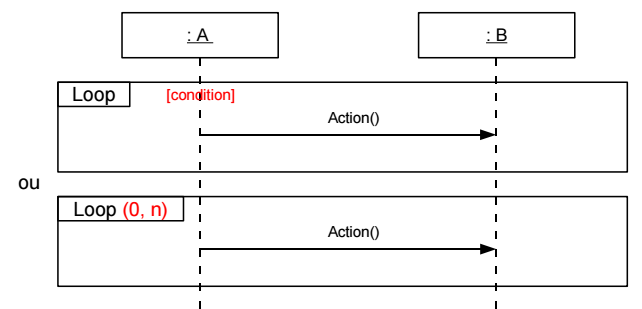 : A
: B
Loop
[condition]
Action()
ou
Loop (0, n)
Action()